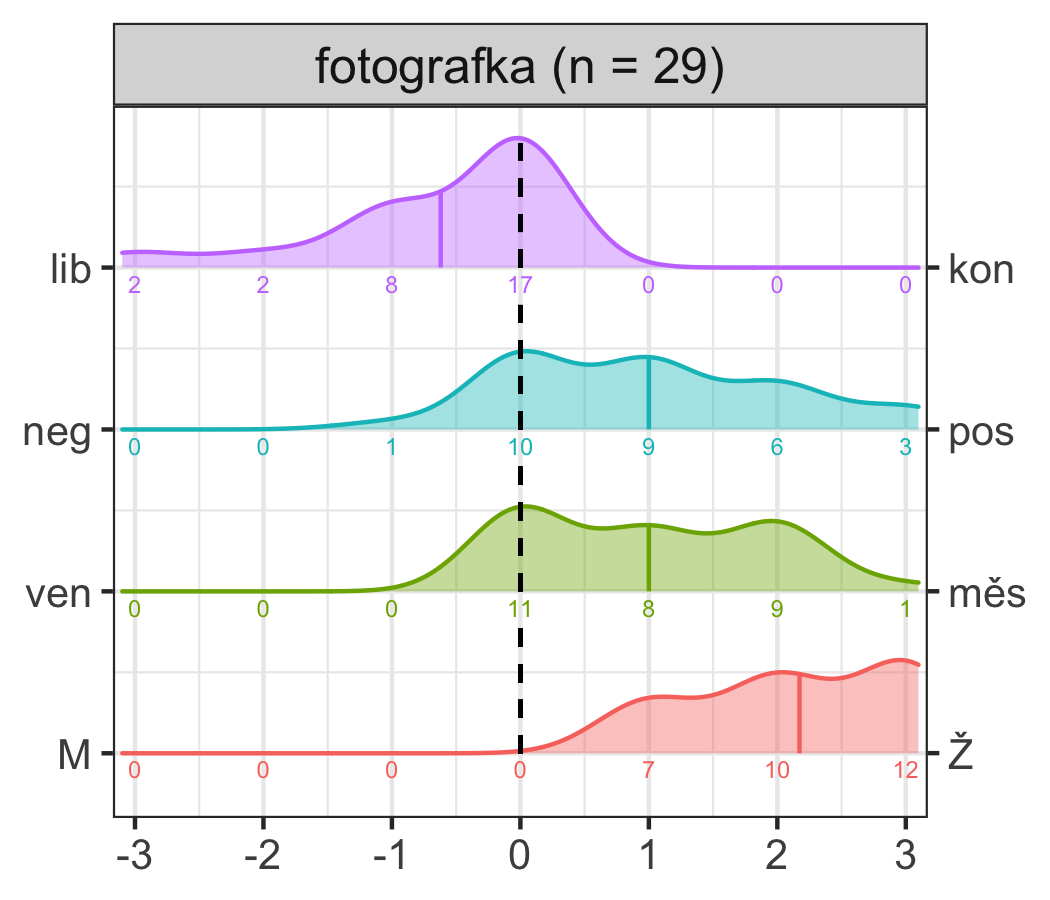 fotografka (n = 29)
lib kon
2 2 8 17 0 0 0
neg pos
0 0 1 10 9 6 3
ven měs
0 0 0 11 8 9 1
M Ž
0 0 0 0 7 10 12
-3 -2 -1 0 1 2 3